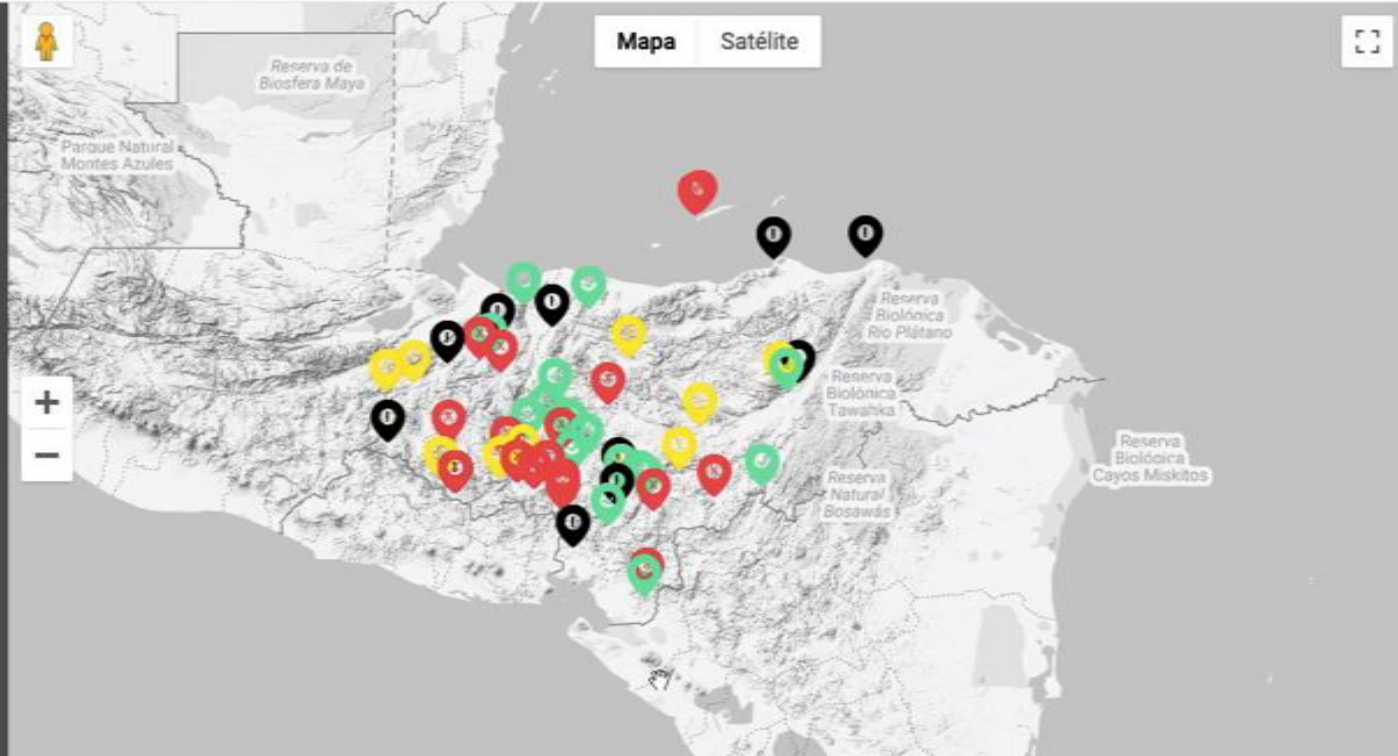 Mapa
Satélite
Reserva de
Biosfera Maya
Parque Natural
Montes Azules
Reserva
Biológica
Río Plátano
+
Reserva
Biológica
Tawahka
−
Reserva
Biológica
Cayos Miskitos
Reserva
Natural
Bosawás